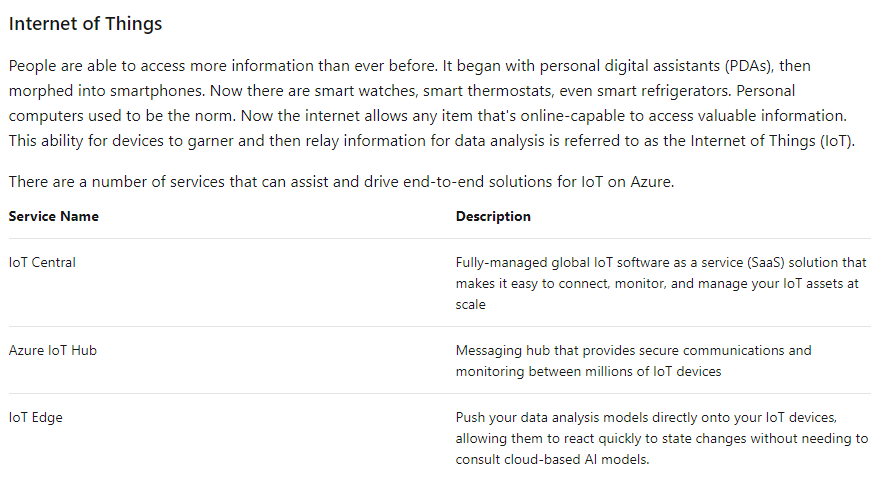 Internet of Things
People are able to access more information than ever before. It began with personal digital assistants (PDAs), then
morphed into smartphones. Now there are smart watches, smart thermostats, even smart refrigerators. Personal
computers used to be the norm. Now the internet allows any item that's online-capable to access valuable information.
This ability for devices to garner and then relay information for data analysis is referred to as the Internet of Things (IoT).
There are a number of services that can assist and drive end-to-end solutions for IoT on Azure.
Service Name Description
IoT Central Fully-managed global IoT software as a service (SaaS) solution that
makes it easy to connect, monitor, and manage your IoT assets at
scale
Azure IoT Hub Messaging hub that provides secure communications and
monitoring between millions of IoT devices
IoT Edge Push your data analysis models directly onto your IoT devices,
allowing them to react quickly to state changes without needing to
consult cloud-based AI models.